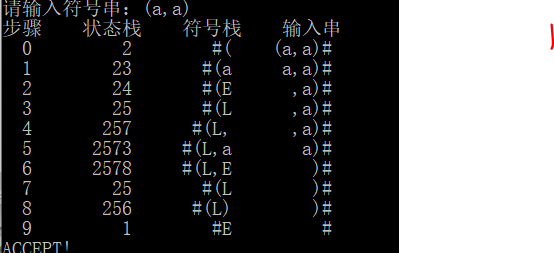 请输入符号串：(a,a)
步骤 状态栈 符号栈 输入串
0 2 #( (a,a)#
1 23 #(a a,a)#
2 24 #(E ,a)#
3 25 #(L ,a)#
4 257 #(L, ,a)#
5 2573 #(L,a a)#
6 2578 #(L,E )#
7 25 #(L )#
8 256 #(L) )#
9 1 #E #
ACCEPT!